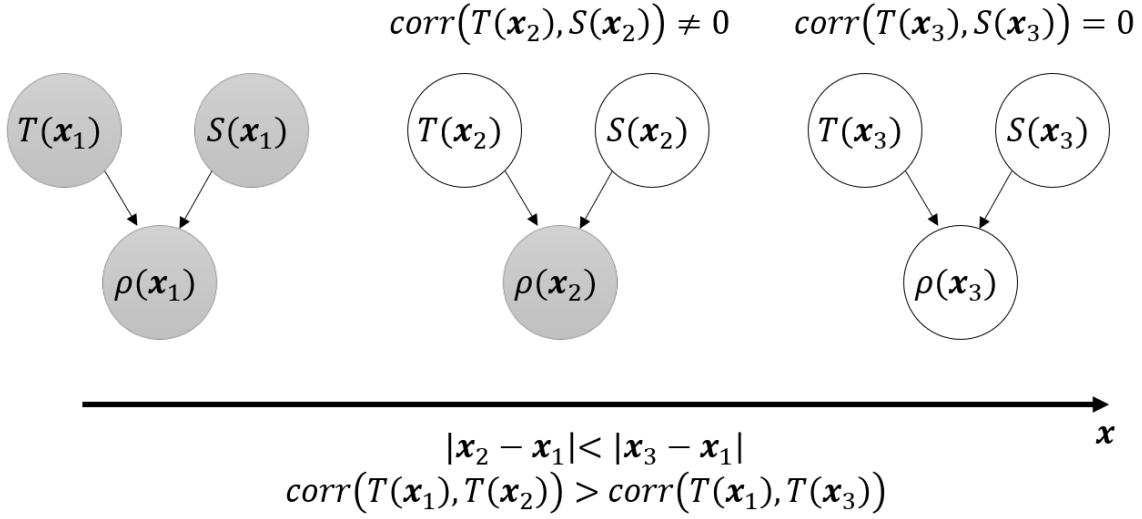 corr(T(𝒙₂), S(𝒙₂)) ≠ 0    corr(T(𝒙₃), S(𝒙₃)) = 0
T(𝒙₁)    S(𝒙₁)    T(𝒙₂)    S(𝒙₂)    T(𝒙₃)    S(𝒙₃)
ρ(𝒙₁)    ρ(𝒙₂)    ρ(𝒙₃)
𝒙
|𝒙₂ − 𝒙₁| < |𝒙₃ − 𝒙₁|
corr(T(𝒙₁), T(𝒙₂)) > corr(T(𝒙₁), T(𝒙₃))